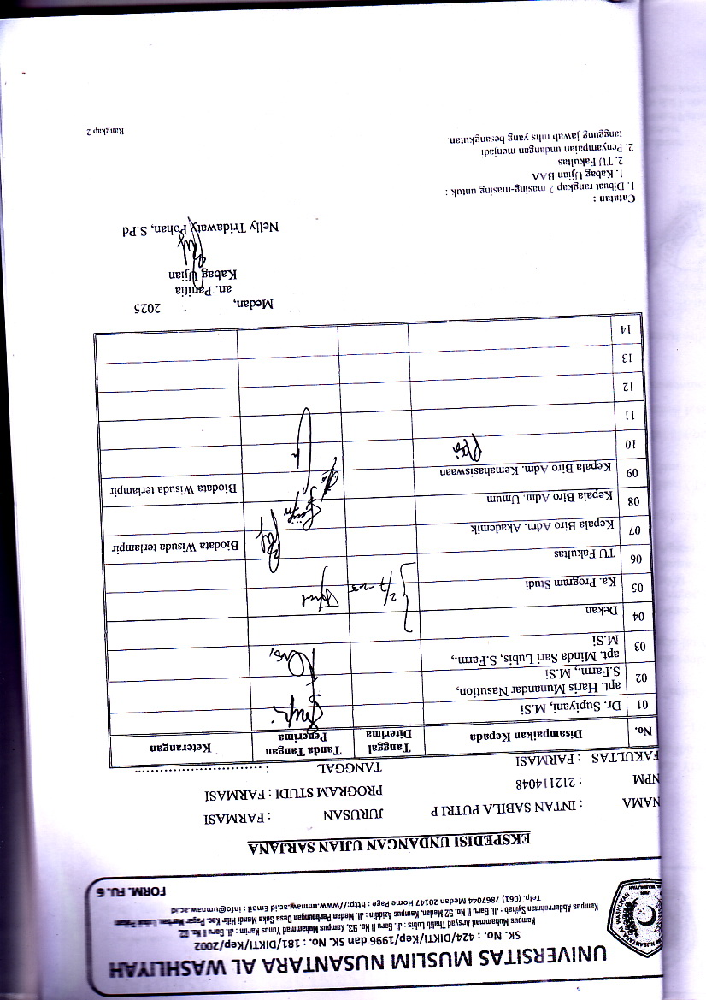 UNIVERSITAS MUSLIM NUSANTARA AL WASHLIYAH
SK. No. : 424/DIKTI/Kep/1996 dan SK. No. : 181/DIKTI/Kep/2002
Kampus Muhammad Arsyad Thalib Lubis : Jl. Garu II No. 93, Kampus Muhammad Yunus Karim : Jl. Garu II No. 02,
Kampus Abdurrahman Syihab : Jl. Garu II No. 52 Medan, Kampus Aziddin : Jl. Medan Perbaungan Desa Suka Mandi Hilir Kec. Pagar Merbau, Lubuk Pakam
Telp. (061) 7867044 Medan 20147 Home Page : http://www.umnaw.ac.id Email : info@umnaw.ac.id
FORM. FU. 6
EKSPEDISI UNDANGAN UJIAN SARJANA
NAMA : INTAN SABILA PUTRI P JURUSAN : FARMASI
NPM : 212114048 PROGRAM STUDI : FARMASI
FAKULTAS : FARMASI TANGGAL : ................................
No. Disampaikan Kepada Tanggal Diterima Tanda Tangan Penerima Keterangan
01 Dr. Supiyani, M.Si
02 apt. Haris Munandar Nasution,
S.Farm., M.Si
03 apt. Minda Sari Lubis, S.Farm.,
M.Si
04 Dekan
05 Ka. Program Studi
06 TU Fakultas
07 Kepala Biro Adm. Akademik Biodata Wisuda terlampir
08 Kepala Biro Adm. Umum
09 Kepala Biro Adm. Kemahasiswaan Biodata Wisuda terlampir
10
11
12
13
14
Medan, 2025
an. Panitia
Kabag Ujian
Nelly Tridawaty Pohan, S.Pd
Catatan :
1. Dibuat rangkap 2 masing-masing untuk :
1. Kabag Ujian BAA
2. TU Fakultas
2. Penyampaian undangan menjadi
tanggung jawab mhs yang besangkutan.
Rangkap 2